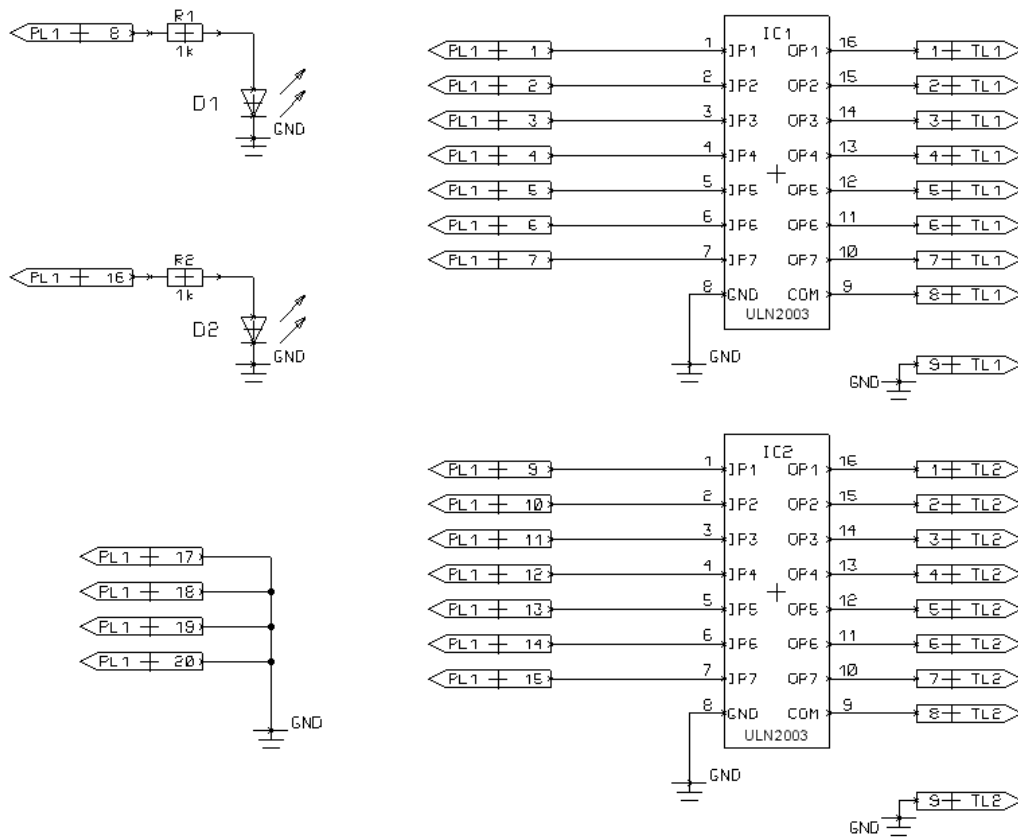 PL1 8
R1
1k
D1
GND
PL1 16
R2
1k
D2
GND
PL1 17
PL1 18
PL1 19
PL1 20
GND
IC1
PL1 1 1 IP1 OP1 16 1 TL1
PL1 2 2 IP2 OP2 15 2 TL1
PL1 3 3 IP3 OP3 14 3 TL1
PL1 4 4 IP4 OP4 13 4 TL1
PL1 5 5 IP5 OP5 12 5 TL1
PL1 6 6 IP6 OP6 11 6 TL1
PL1 7 7 IP7 OP7 10 7 TL1
8 GND COM 9 8 TL1
ULN2003
GND
9 TL1
GND
IC2
PL1 9 1 IP1 OP1 16 1 TL2
PL1 10 2 IP2 OP2 15 2 TL2
PL1 11 3 IP3 OP3 14 3 TL2
PL1 12 4 IP4 OP4 13 4 TL2
PL1 13 5 IP5 OP5 12 5 TL2
PL1 14 6 IP6 OP6 11 6 TL2
PL1 15 7 IP7 OP7 10 7 TL2
8 GND COM 9 8 TL2
ULN2003
GND
9 TL2
GND